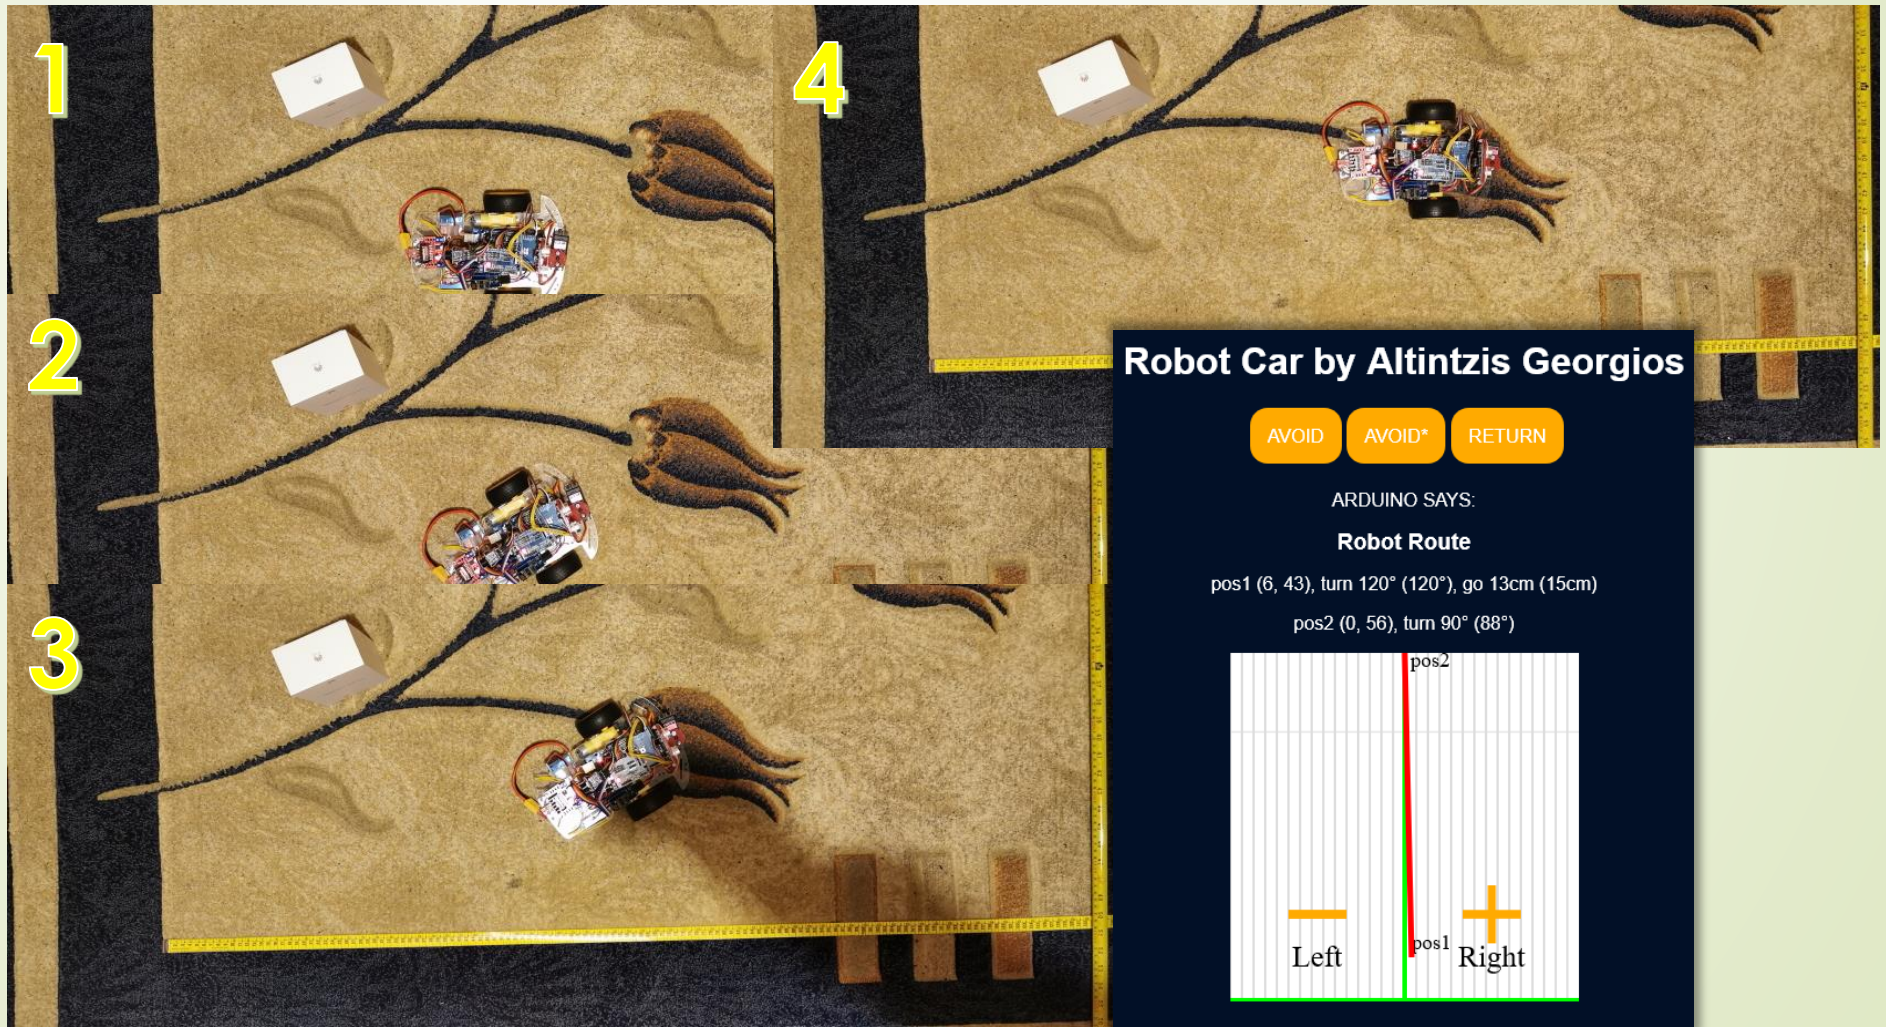 1
4
2
3
Robot Car by Altintzis Georgios
AVOID AVOID* RETURN
ARDUINO SAYS:
Robot Route
pos1 (6, 43), turn 120° (120°), go 13cm (15cm)
pos2 (0, 56), turn 90° (88°)
pos2
pos1
Left
Right